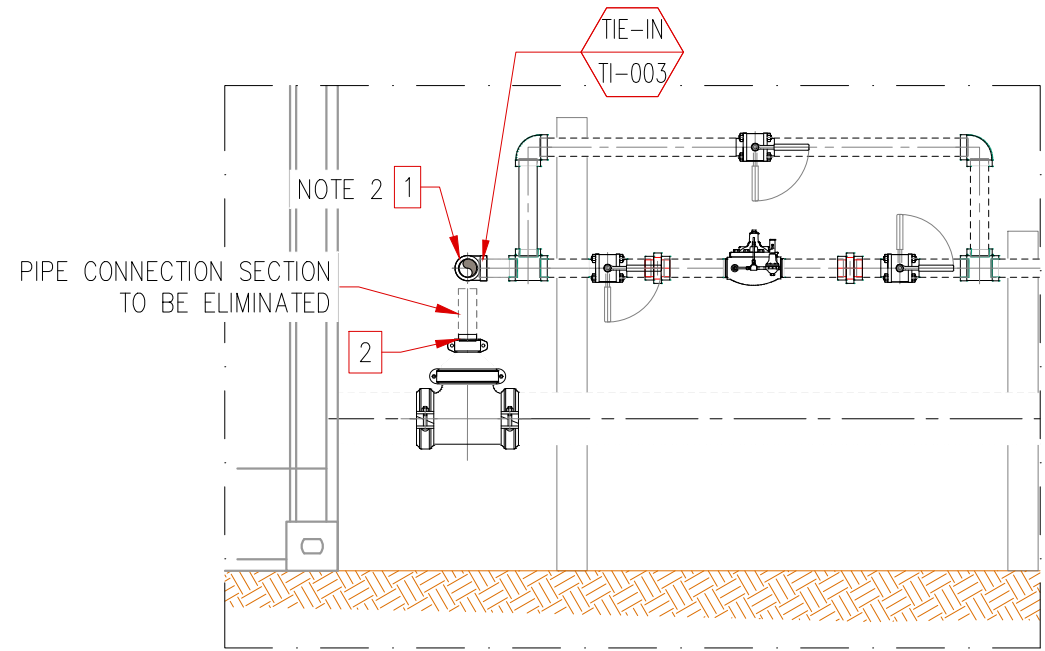 TIE-IN
TI-003
NOTE 2 1
PIPE CONNECTION SECTION
TO BE ELIMINATED
2